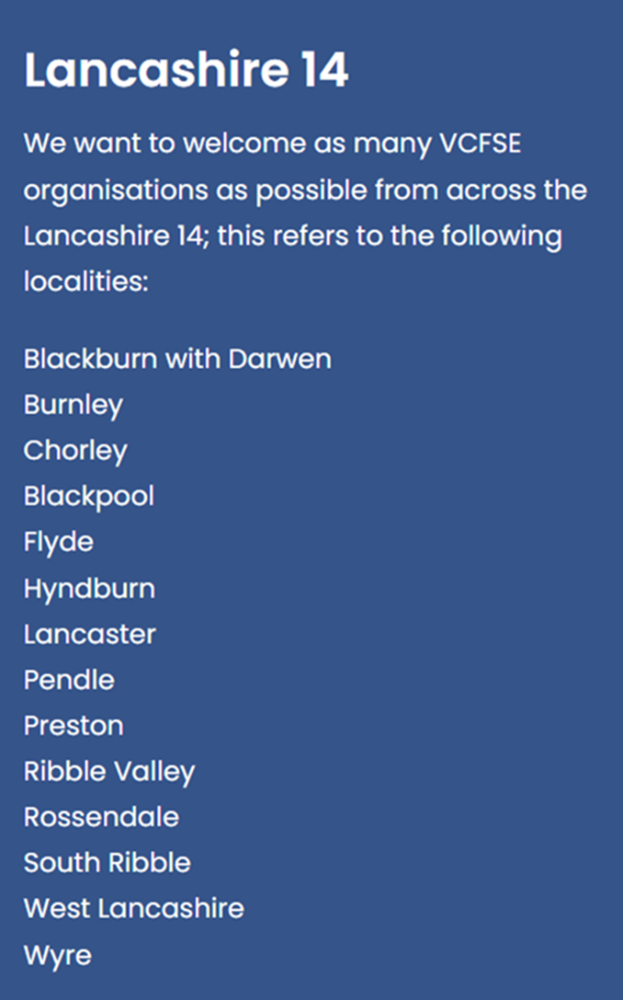 Lancashire 14
We want to welcome as many VCFSE
organisations as possible from across the
Lancashire 14; this refers to the following
localities:
Blackburn with Darwen
Burnley
Chorley
Blackpool
Flyde
Hyndburn
Lancaster
Pendle
Preston
Ribble Valley
Rossendale
South Ribble
West Lancashire
Wyre